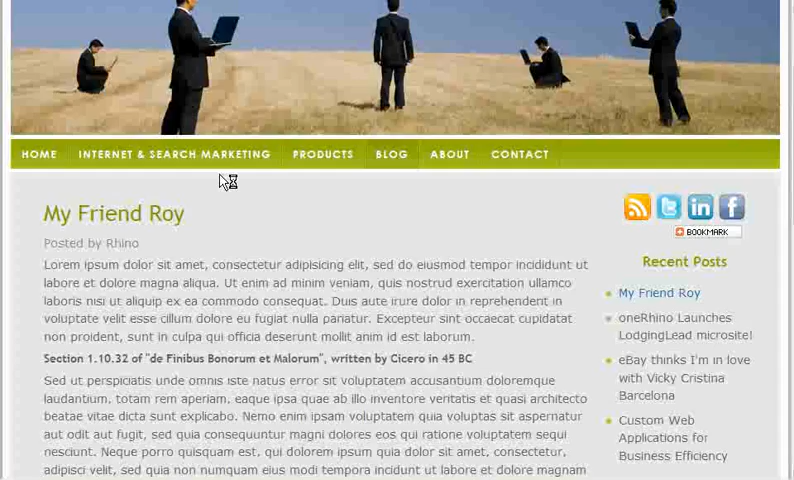 HOME INTERNET & SEARCH MARKETING PRODUCTS BLOG ABOUT CONTACT
My Friend Roy
Posted by Rhino
Lorem ipsum dolor sit amet, consectetur adipisicing elit, sed do eiusmod tempor incididunt ut
labore et dolore magna aliqua. Ut enim ad minim veniam, quis nostrud exercitation ullamco
laboris nisi ut aliquip ex ea commodo consequat. Duis aute irure dolor in reprehenderit in
voluptate velit esse cillum dolore eu fugiat nulla pariatur. Excepteur sint occaecat cupidatat
non proident, sunt in culpa qui officia deserunt mollit anim id est laborum.
Section 1.10.32 of "de Finibus Bonorum et Malorum", written by Cicero in 45 BC
Sed ut perspiciatis unde omnis iste natus error sit voluptatem accusantium doloremque
laudantium, totam rem aperiam, eaque ipsa quae ab illo inventore veritatis et quasi architecto
beatae vitae dicta sunt explicabo. Nemo enim ipsam voluptatem quia voluptas sit aspernatur
aut odit aut fugit, sed quia consequuntur magni dolores eos qui ratione voluptatem sequi
nesciunt. Neque porro quisquam est, qui dolorem ipsum quia dolor sit amet, consectetur,
adipisci velit, sed quia non numquam eius modi tempora incidunt ut labore et dolore magnam
BOOKMARK
Recent Posts
My Friend Roy
oneRhino Launches
LodgingLead microsite!
eBay thinks I'm in love
with Vicky Cristina
Barcelona
Custom Web
Applications for
Business Efficiency